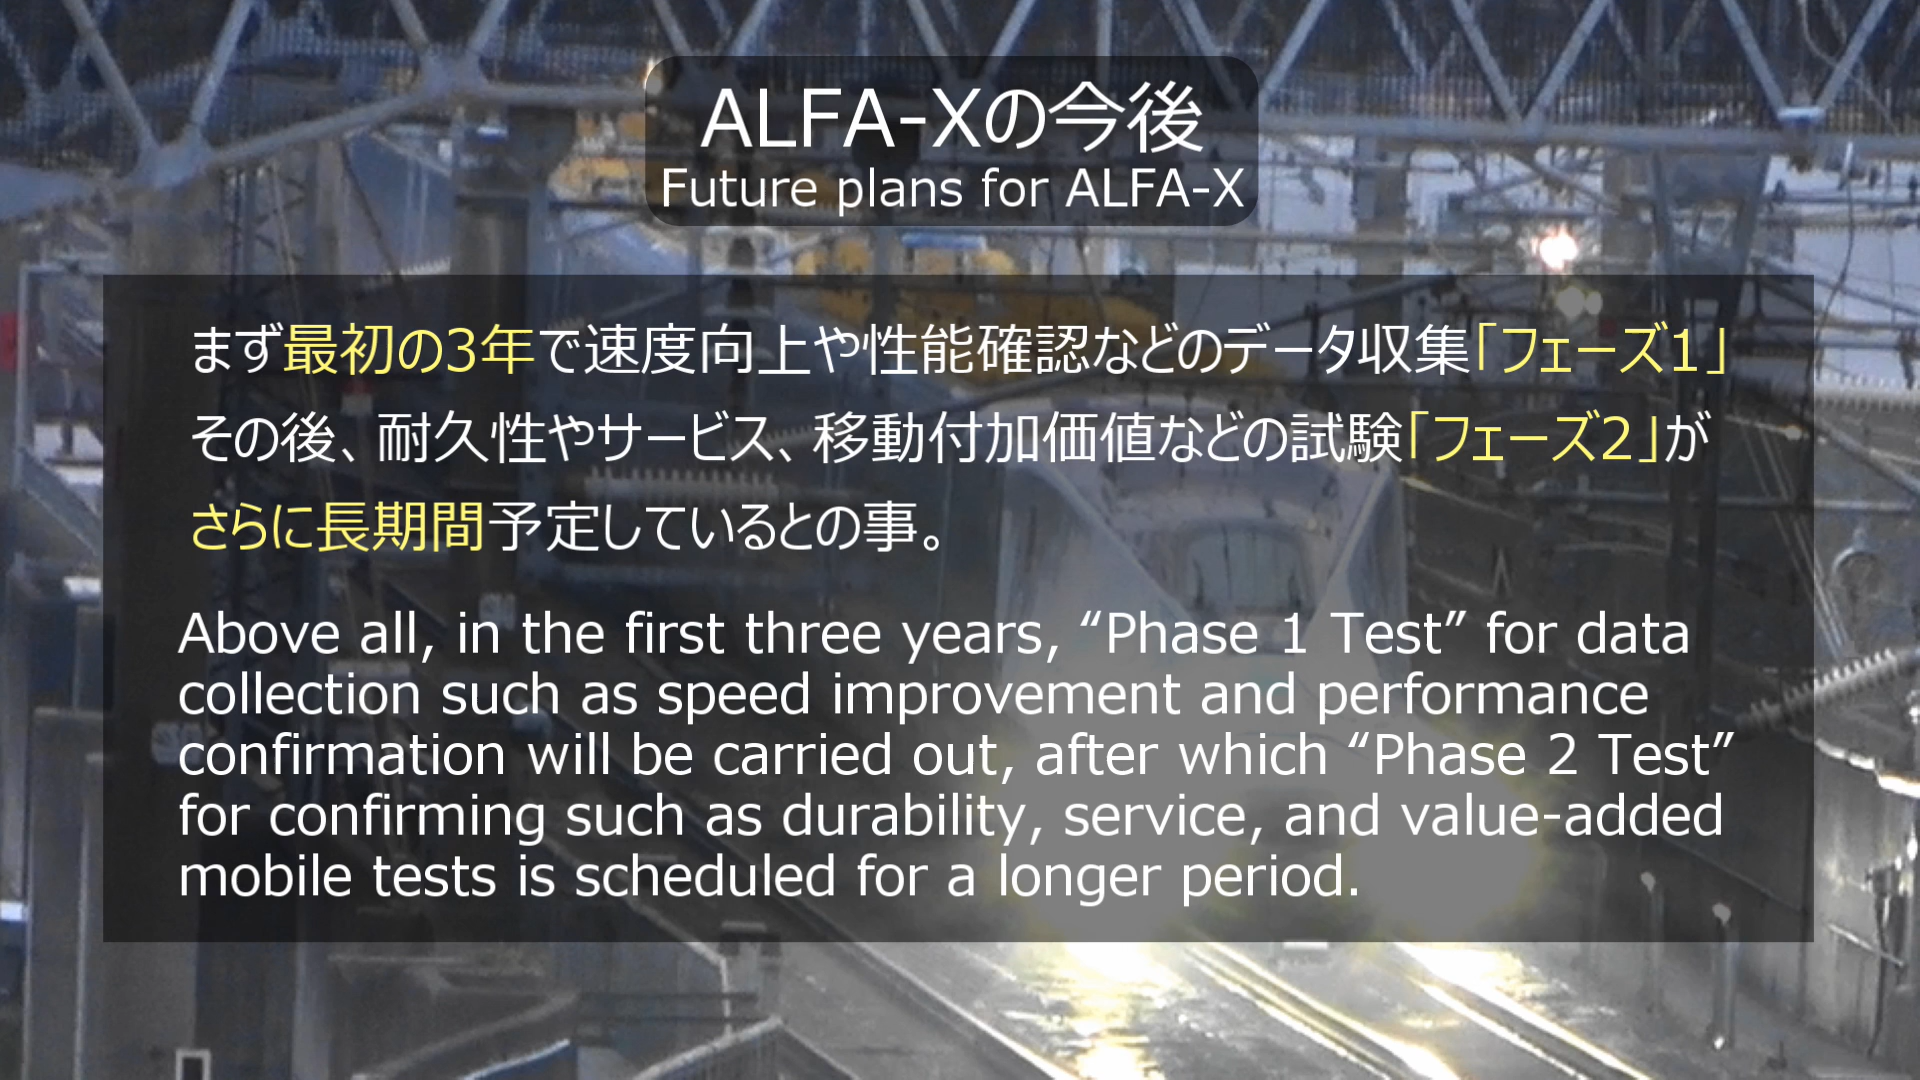 ALFA-Xの今後
Future plans for ALFA-X
まず最初の3年で速度向上や性能確認などのデータ収集「フェーズ1」
その後、耐久性やサービス、移動付加価値などの試験「フェーズ2」が
さらに長期間予定しているとの事。
Above all, in the first three years, “Phase 1 Test” for data
collection such as speed improvement and performance
confirmation will be carried out, after which “Phase 2 Test”
for confirming such as durability, service, and value-added
mobile tests is scheduled for a longer period.